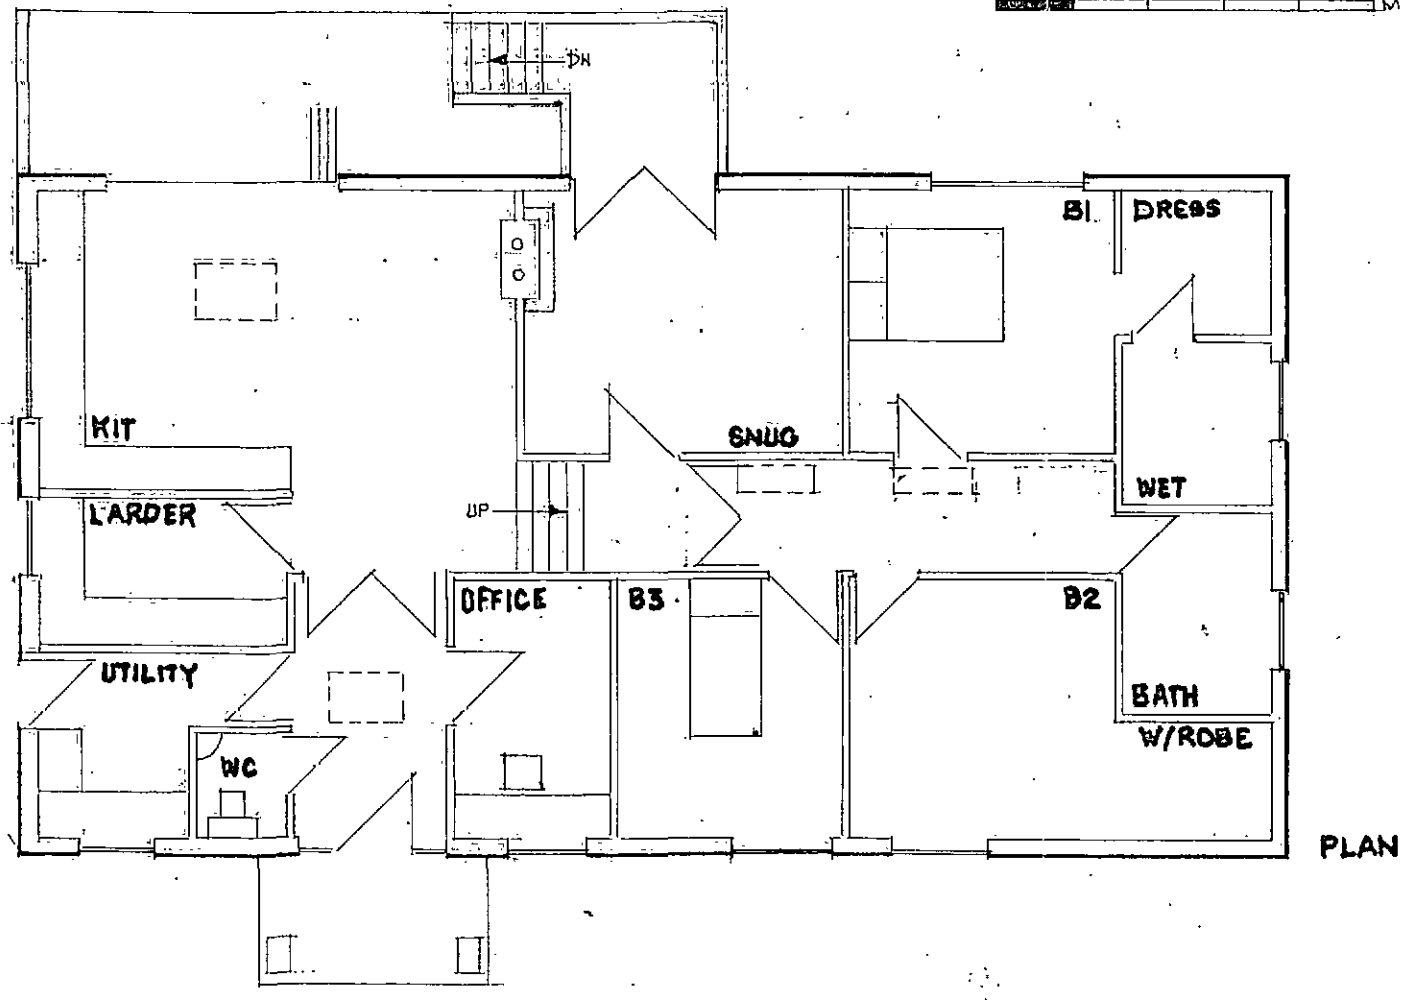 M
DN
B1
DRESS
KIT
SNUG
WET
LARDER
UP
OFFICE
B3
B2
UTILITY
BATH
W/ROBE
WC
PLAN